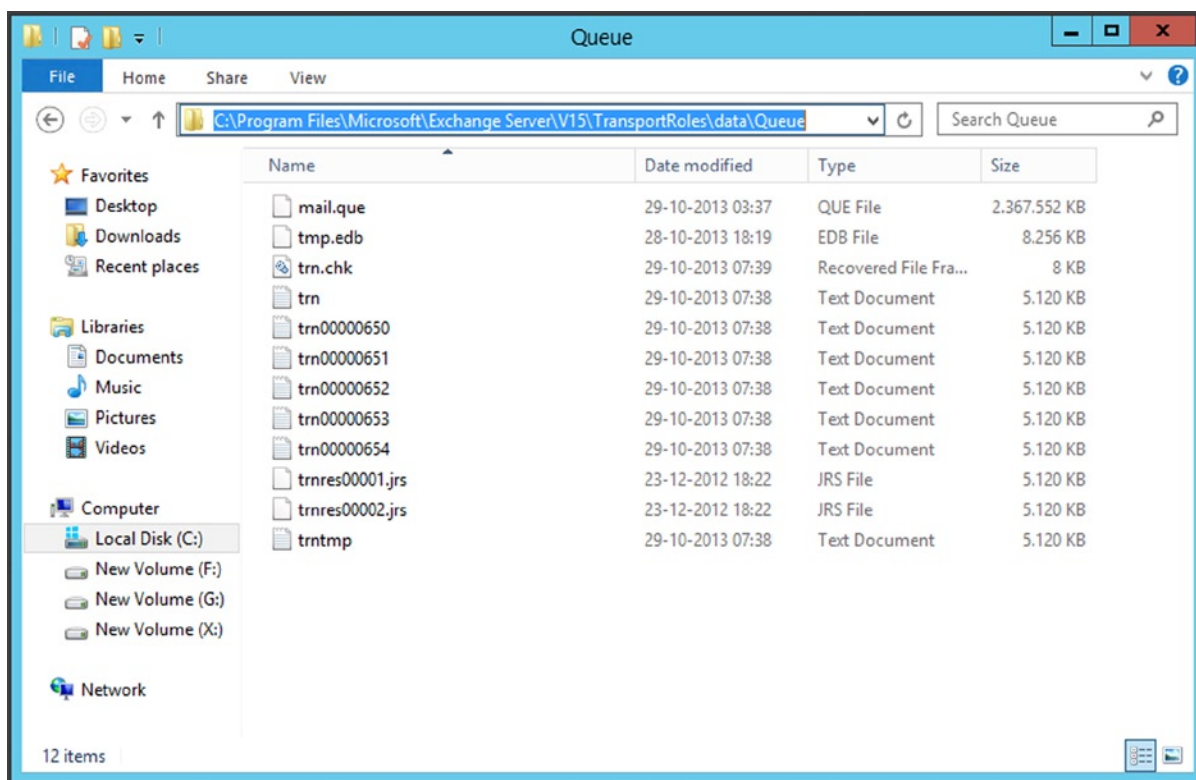 Queue
File Home Share View
C:\Program Files\Microsoft\Exchange Server\V15\TransportRoles\data\Queue Search Queue
Favorites
Desktop
Downloads
Recent places
Libraries
Documents
Music
Pictures
Videos
Computer
Local Disk (C:)
New Volume (F:)
New Volume (G:)
New Volume (X:)
Network
Name Date modified Type Size
mail.que 29-10-2013 03:37 QUE File 2.367.552 KB
tmp.edb 28-10-2013 18:19 EDB File 8.256 KB
trn.chk 29-10-2013 07:39 Recovered File Fra... 8 KB
trn 29-10-2013 07:38 Text Document 5.120 KB
trn00000650 29-10-2013 07:38 Text Document 5.120 KB
trn00000651 29-10-2013 07:38 Text Document 5.120 KB
trn00000652 29-10-2013 07:38 Text Document 5.120 KB
trn00000653 29-10-2013 07:38 Text Document 5.120 KB
trn00000654 29-10-2013 07:38 Text Document 5.120 KB
trnres00001.jrs 23-12-2012 18:22 JRS File 5.120 KB
trnres00002.jrs 23-12-2012 18:22 JRS File 5.120 KB
trntmp 29-10-2013 07:38 Text Document 5.120 KB
12 items